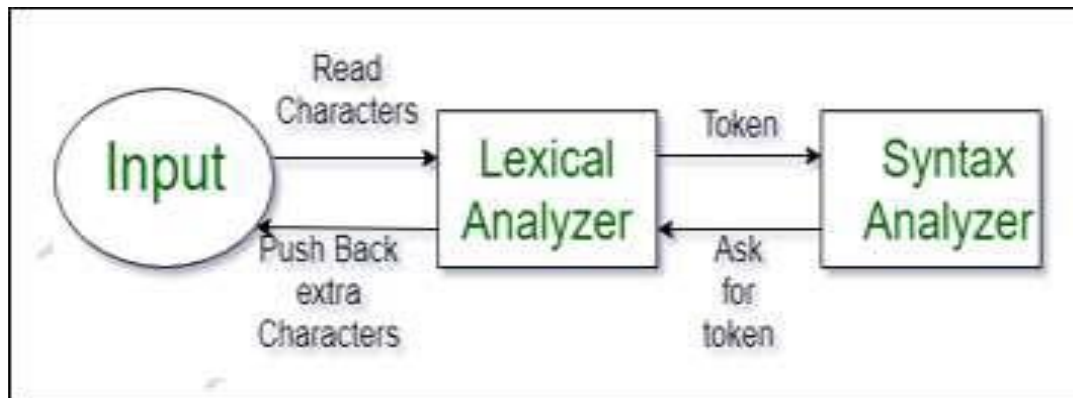 Read
Characters
Input
Lexical
Analyzer
Token
Syntax
Analyzer
Push Back
extra
Characters
Ask
for
token